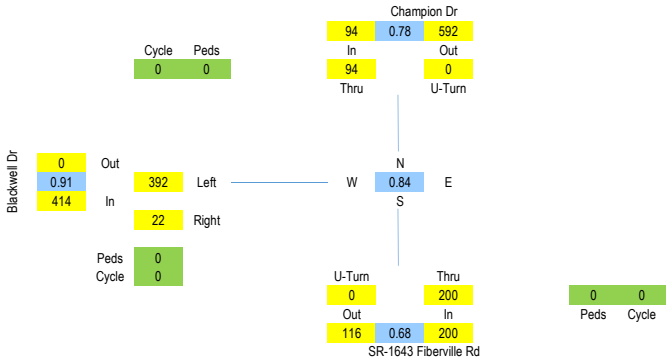 Champion Dr
94 0.78 592
Cycle Peds In Out
0 0 94 0
Thru U-Turn
Blackwell Dr
0 Out N
0.91 392 Left W 0.84 E
414 In S
22 Right
Peds 0
Cycle 0
U-Turn Thru
0 200 0 0
Out In Peds Cycle
116 0.68 200
SR-1643 Fiberville Rd